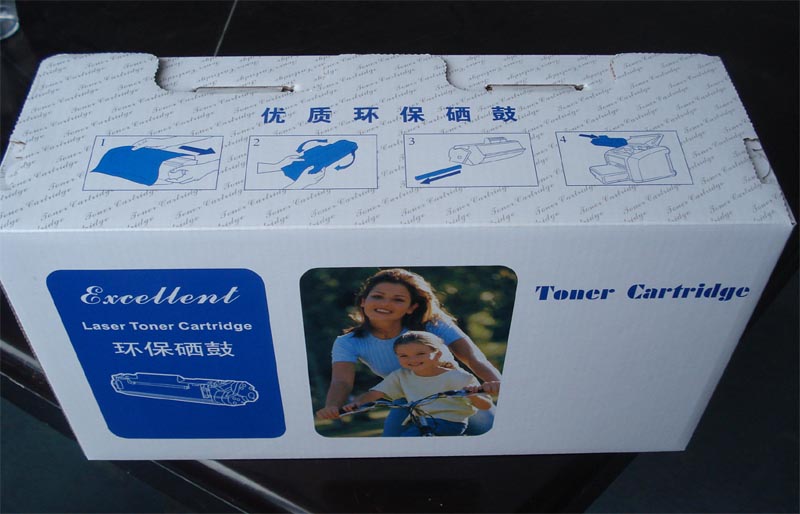 优质环保硒鼓
1 2 3 4
Excellent
Laser Toner Cartridge
环保硒鼓
Toner Cartridge